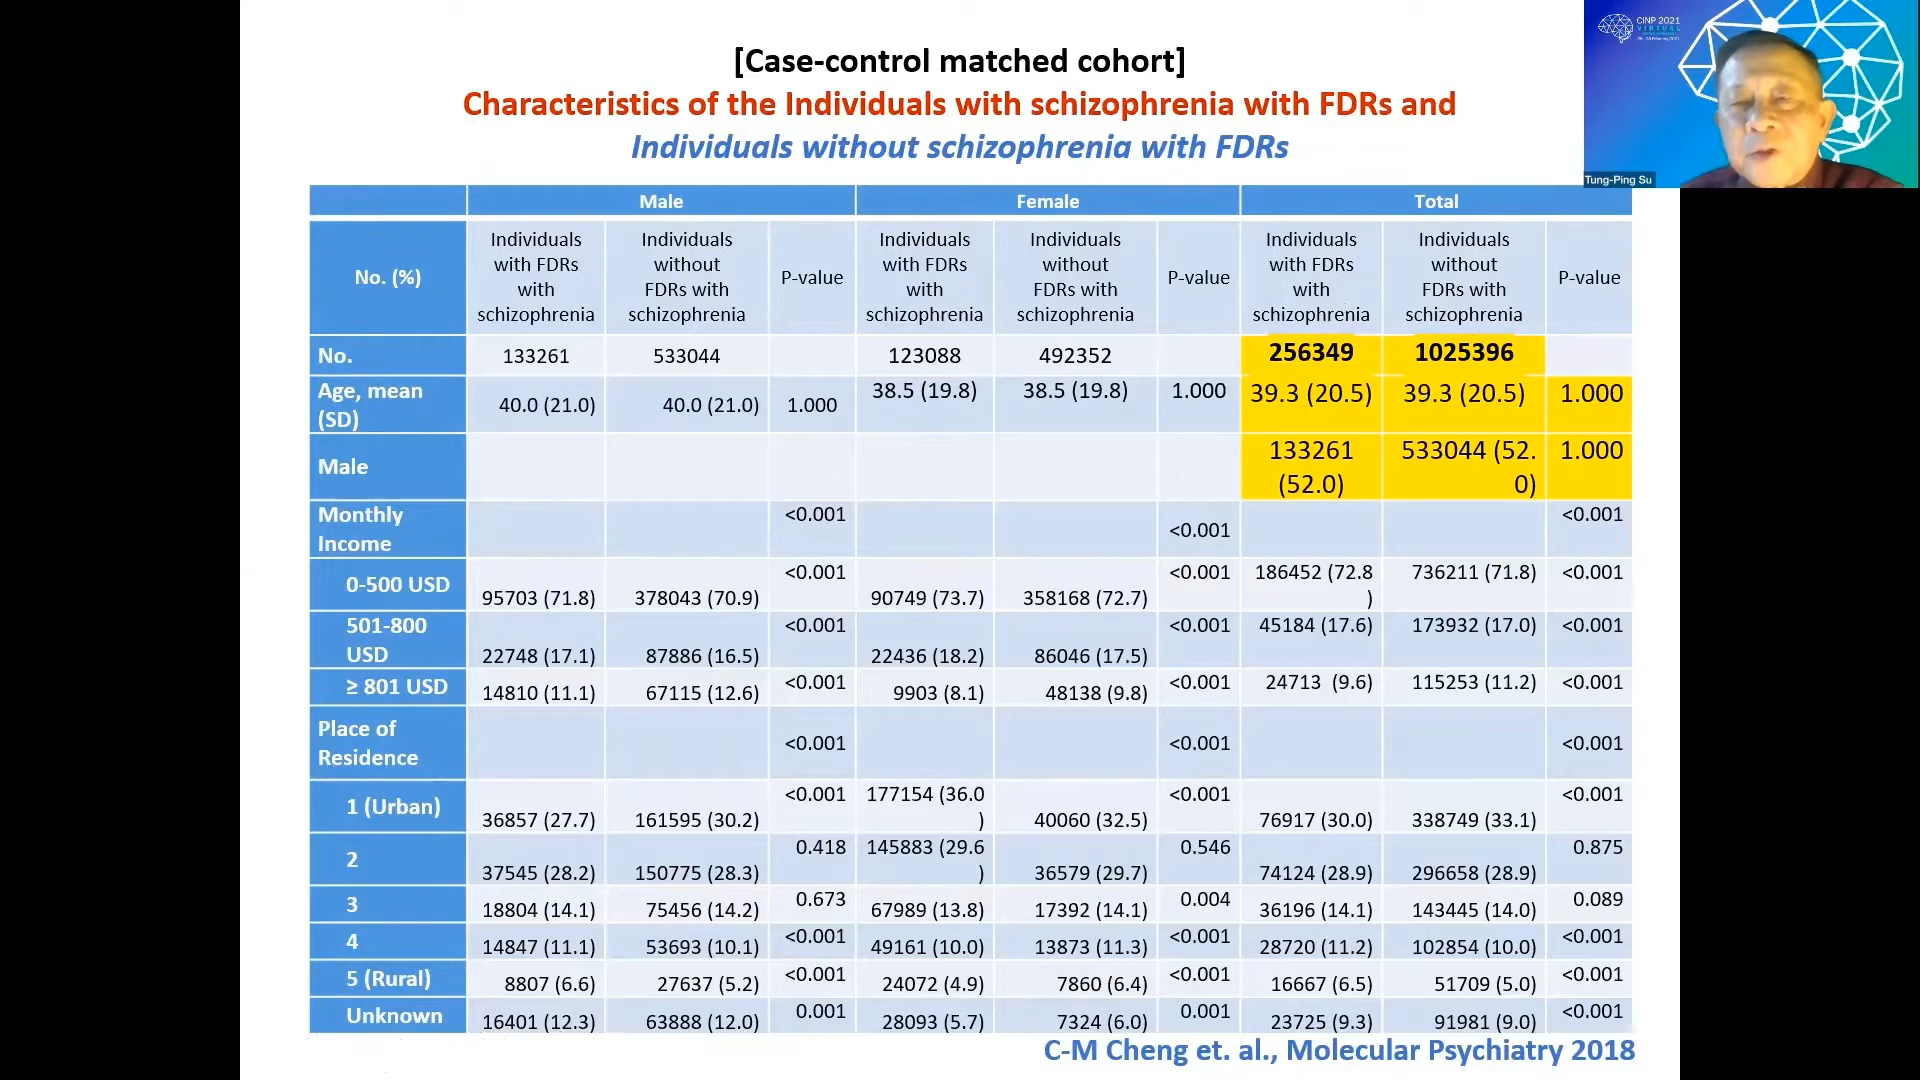 [Case-control matched cohort]
Characteristics of the Individuals with schizophrenia with FDRs and
Individuals without schizophrenia with FDRs
CINP 2021
VIRTUAL
Tung-Ping Su
Male Female Total
No. (%)
Individuals with FDRs with schizophrenia
Individuals without FDRs with schizophrenia
P-value
Individuals with FDRs with schizophrenia
Individuals without FDRs with schizophrenia
P-value
Individuals with FDRs with schizophrenia
Individuals without FDRs with schizophrenia
P-value
No. 133261 533044 123088 492352 256349 1025396
Age, mean (SD) 40.0 (21.0) 40.0 (21.0) 1.000 38.5 (19.8) 38.5 (19.8) 1.000 39.3 (20.5) 39.3 (20.5) 1.000
Male 133261 (52.0) 533044 (52.0) 1.000
Monthly Income <0.001 <0.001 <0.001
0-500 USD 95703 (71.8) 378043 (70.9) <0.001 90749 (73.7) 358168 (72.7) <0.001 186452 (72.8) 736211 (71.8) <0.001
501-800 USD 22748 (17.1) 87886 (16.5) <0.001 22436 (18.2) 86046 (17.5) <0.001 45184 (17.6) 173932 (17.0) <0.001
≥ 801 USD 14810 (11.1) 67115 (12.6) <0.001 9903 (8.1) 48138 (9.8) <0.001 24713 (9.6) 115253 (11.2) <0.001
Place of Residence <0.001 <0.001 <0.001
1 (Urban) 36857 (27.7) 161595 (30.2) <0.001 177154 (36.0) 40060 (32.5) <0.001 76917 (30.0) 338749 (33.1) <0.001
2 37545 (28.2) 150775 (28.3) 0.418 145883 (29.6) 36579 (29.7) 0.546 74124 (28.9) 296658 (28.9) 0.875
3 18804 (14.1) 75456 (14.2) 0.673 67989 (13.8) 17392 (14.1) 0.004 36196 (14.1) 143445 (14.0) 0.089
4 14847 (11.1) 53693 (10.1) <0.001 49161 (10.0) 13873 (11.3) <0.001 28720 (11.2) 102854 (10.0) <0.001
5 (Rural) 8807 (6.6) 27637 (5.2) <0.001 24072 (4.9) 7860 (6.4) <0.001 16667 (6.5) 51709 (5.0) <0.001
Unknown 16401 (12.3) 63888 (12.0) 0.001 28093 (5.7) 7324 (6.0) 0.001 23725 (9.3) 91981 (9.0) <0.001
C-M Cheng et. al., Molecular Psychiatry 2018